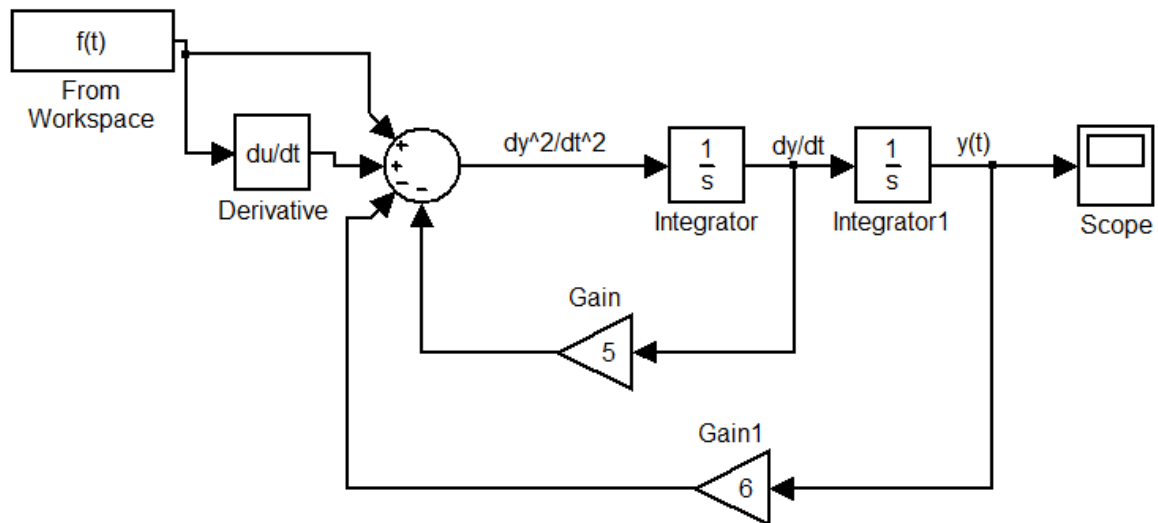 f(t)
From
Workspace
du/dt
Derivative
+
+
−
−
dy^2/dt^2
1
s
Integrator
dy/dt
1
s
Integrator1
y(t)
Scope
Gain
5
Gain1
6